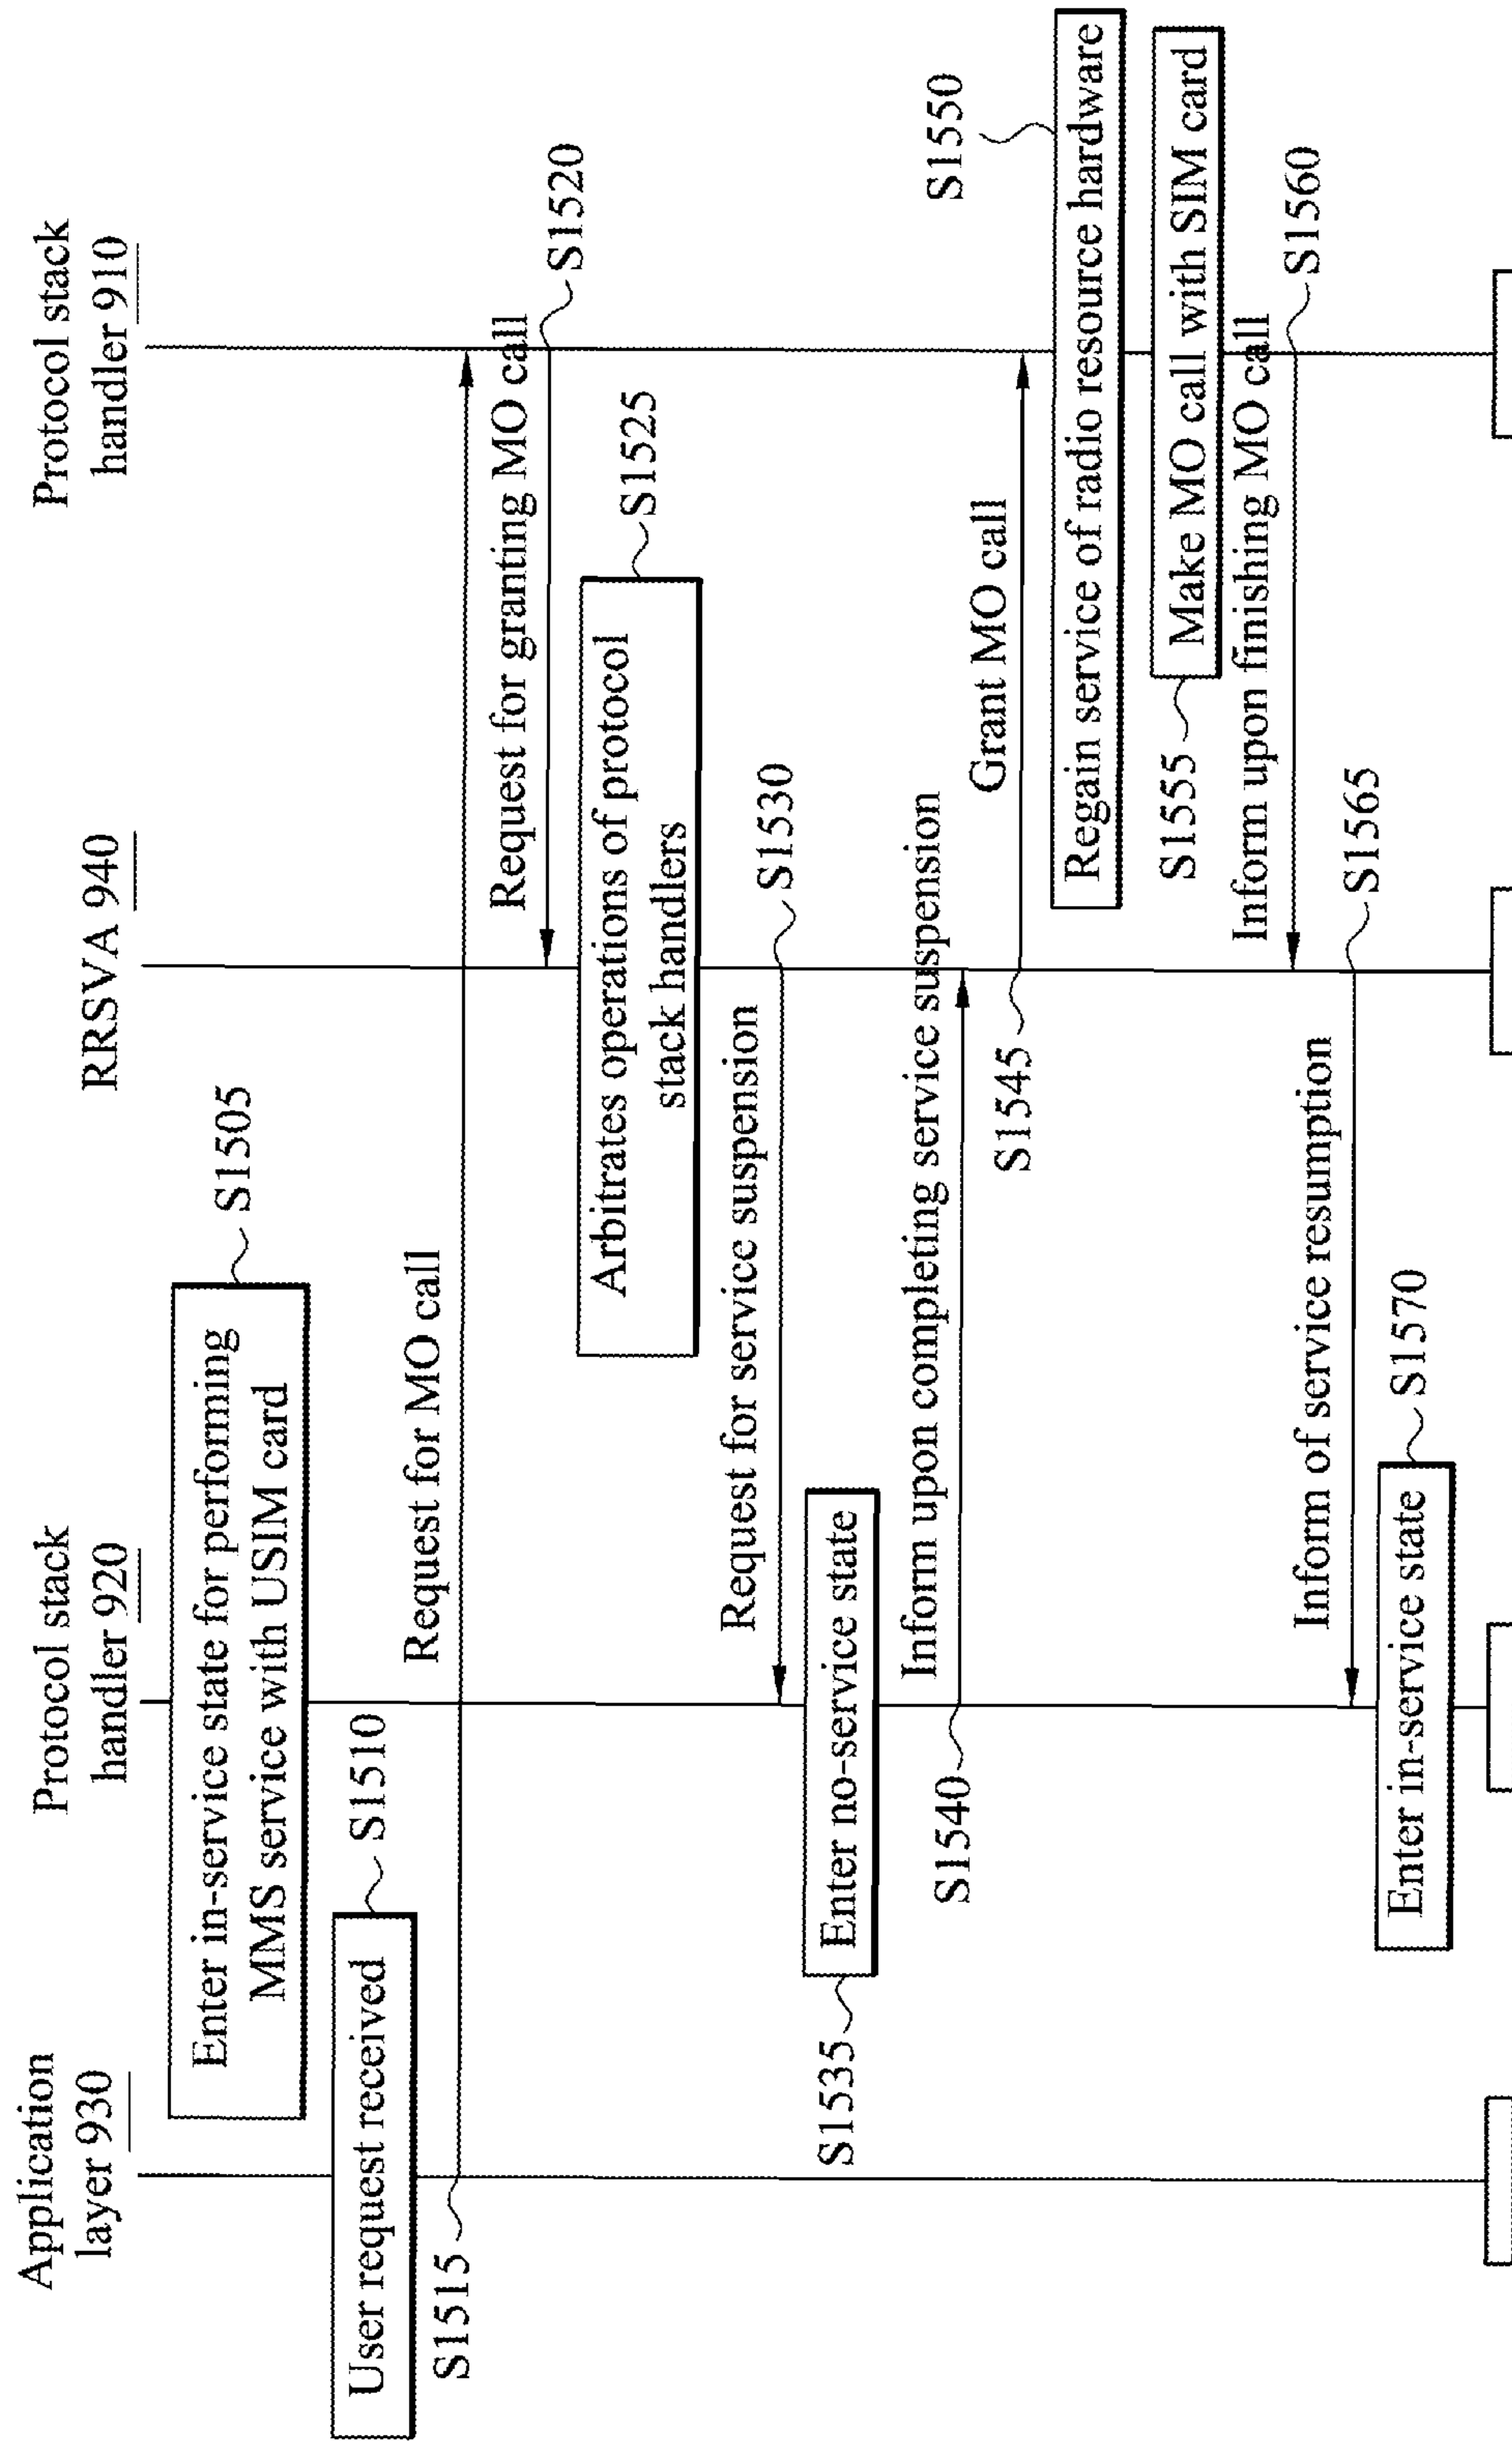 Application
layer 930
Protocol stack
handler 920
RRSVA 940
Protocol stack
handler 910
Enter in-service state for performing
MMS service with USIM card
S1505
User request received
S1510
Request for MO call
S1515
Request for granting MO call
S1520
Arbitrates operations of protocol
stack handlers
S1525
Request for service suspension
S1530
Enter no-service state
S1535
Inform upon completing service suspension
S1540
Grant MO call
S1545
Regain service of radio resource hardware
S1550
Make MO call with SIM card
S1555
Inform upon finishing MO call
S1560
Inform of service resumption
S1565
Enter in-service state
S1570